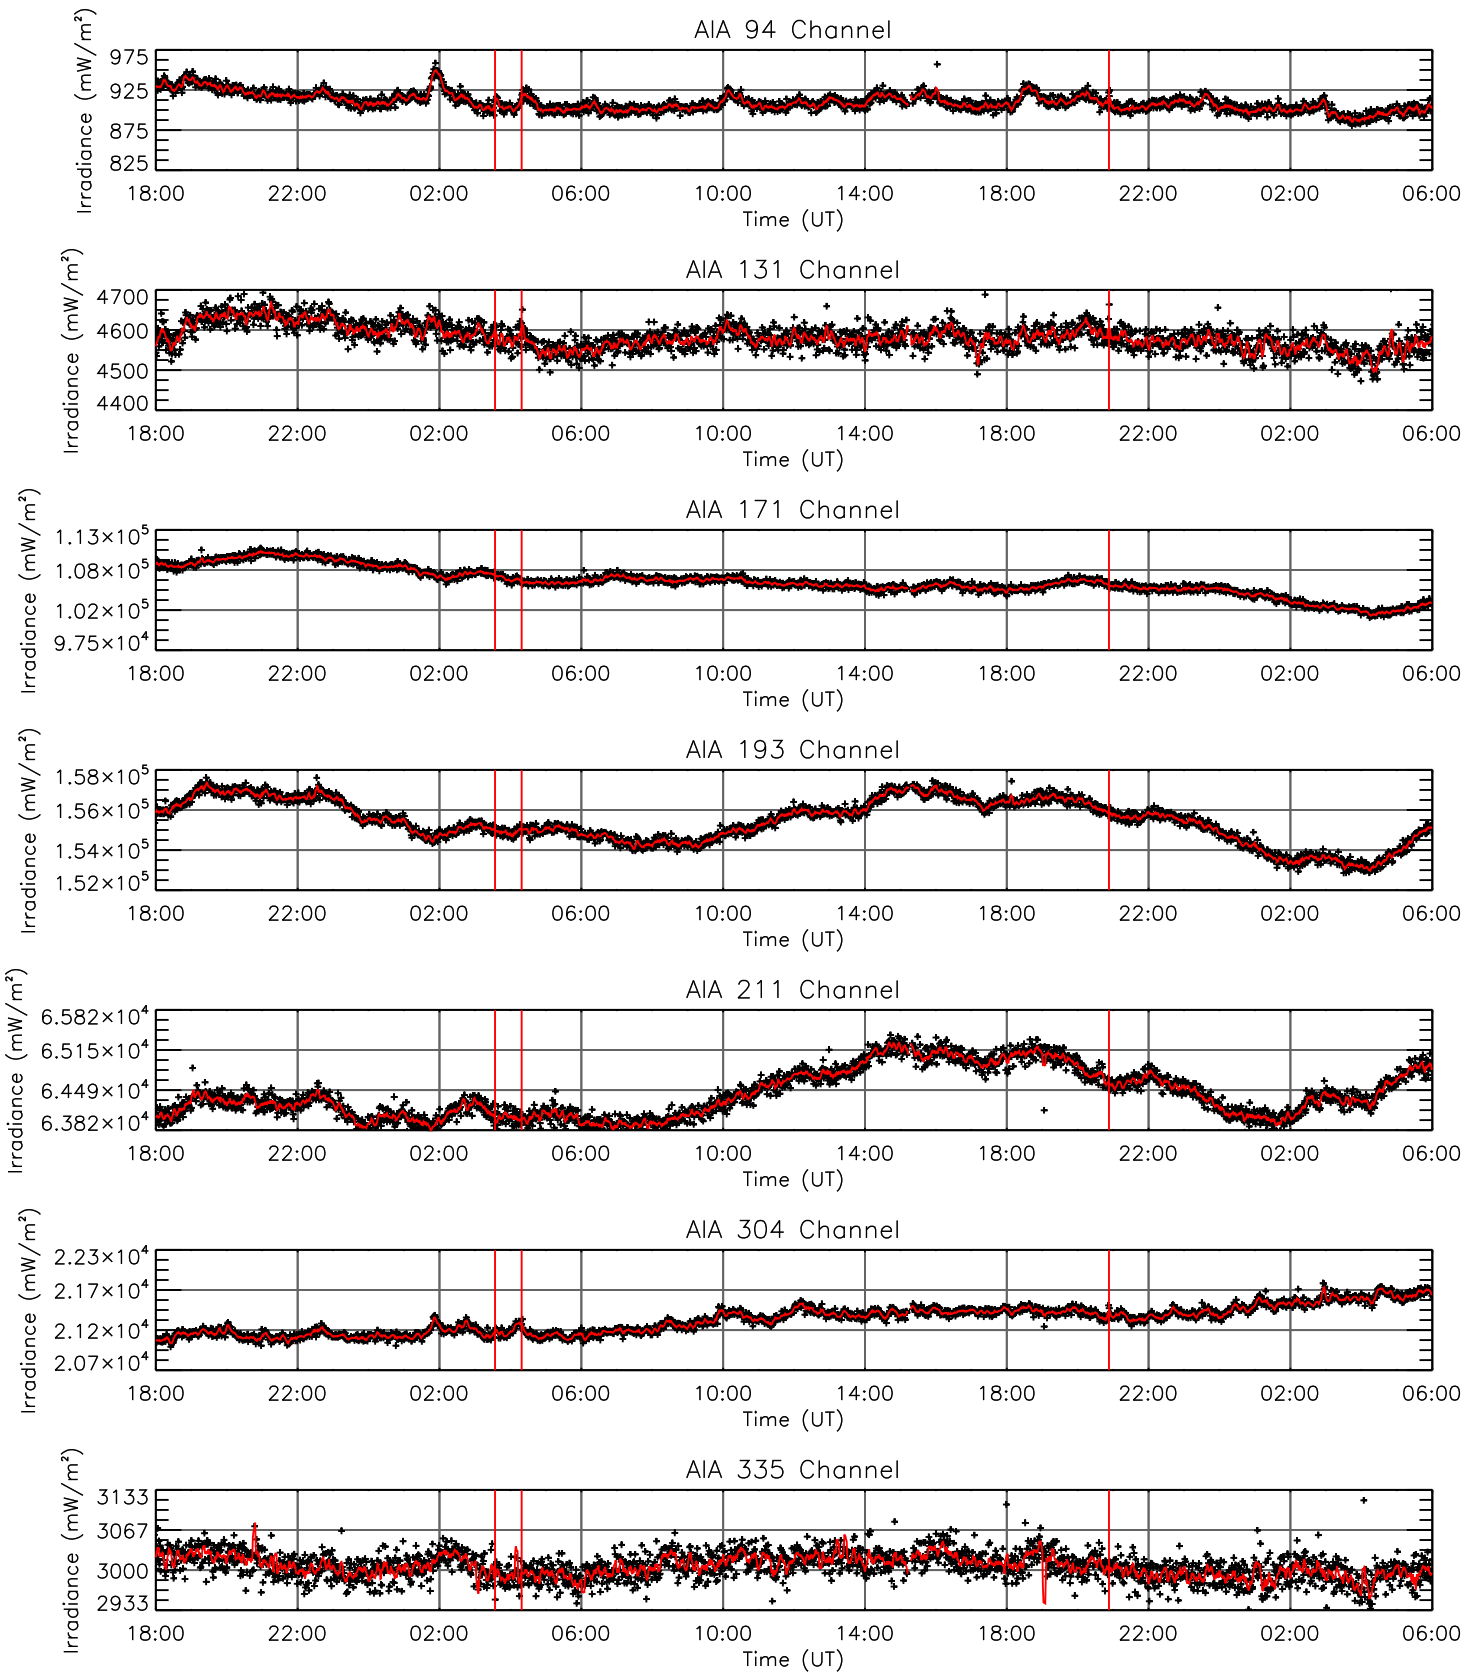 AIA 94 Channel
Irradiance (mW/m²)
975
925
875
825
18:00 22:00 02:00 06:00 10:00 14:00 18:00 22:00 02:00 06:00
Time (UT)
AIA 131 Channel
Irradiance (mW/m²)
4700
4600
4500
4400
18:00 22:00 02:00 06:00 10:00 14:00 18:00 22:00 02:00 06:00
Time (UT)
AIA 171 Channel
Irradiance (mW/m²)
1.13×10⁵
1.08×10⁵
1.02×10⁵
9.75×10⁴
18:00 22:00 02:00 06:00 10:00 14:00 18:00 22:00 02:00 06:00
Time (UT)
AIA 193 Channel
Irradiance (mW/m²)
1.58×10⁵
1.56×10⁵
1.54×10⁵
1.52×10⁵
18:00 22:00 02:00 06:00 10:00 14:00 18:00 22:00 02:00 06:00
Time (UT)
AIA 211 Channel
Irradiance (mW/m²)
6.582×10⁴
6.515×10⁴
6.449×10⁴
6.382×10⁴
18:00 22:00 02:00 06:00 10:00 14:00 18:00 22:00 02:00 06:00
Time (UT)
AIA 304 Channel
Irradiance (mW/m²)
2.23×10⁴
2.17×10⁴
2.12×10⁴
2.07×10⁴
18:00 22:00 02:00 06:00 10:00 14:00 18:00 22:00 02:00 06:00
Time (UT)
AIA 335 Channel
Irradiance (mW/m²)
3133
3067
3000
2933
18:00 22:00 02:00 06:00 10:00 14:00 18:00 22:00 02:00 06:00
Time (UT)